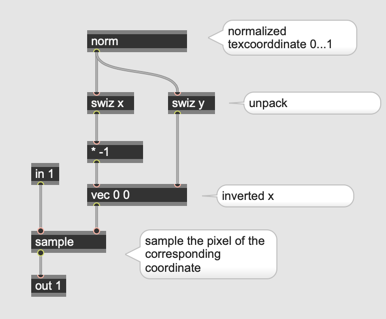 norm
normalized
texcoorddinate 0...1
swiz x
swiz y
unpack
* -1
in 1
vec 0 0
inverted x
sample
sample the pixel of the
corresponding
coordinate
out 1